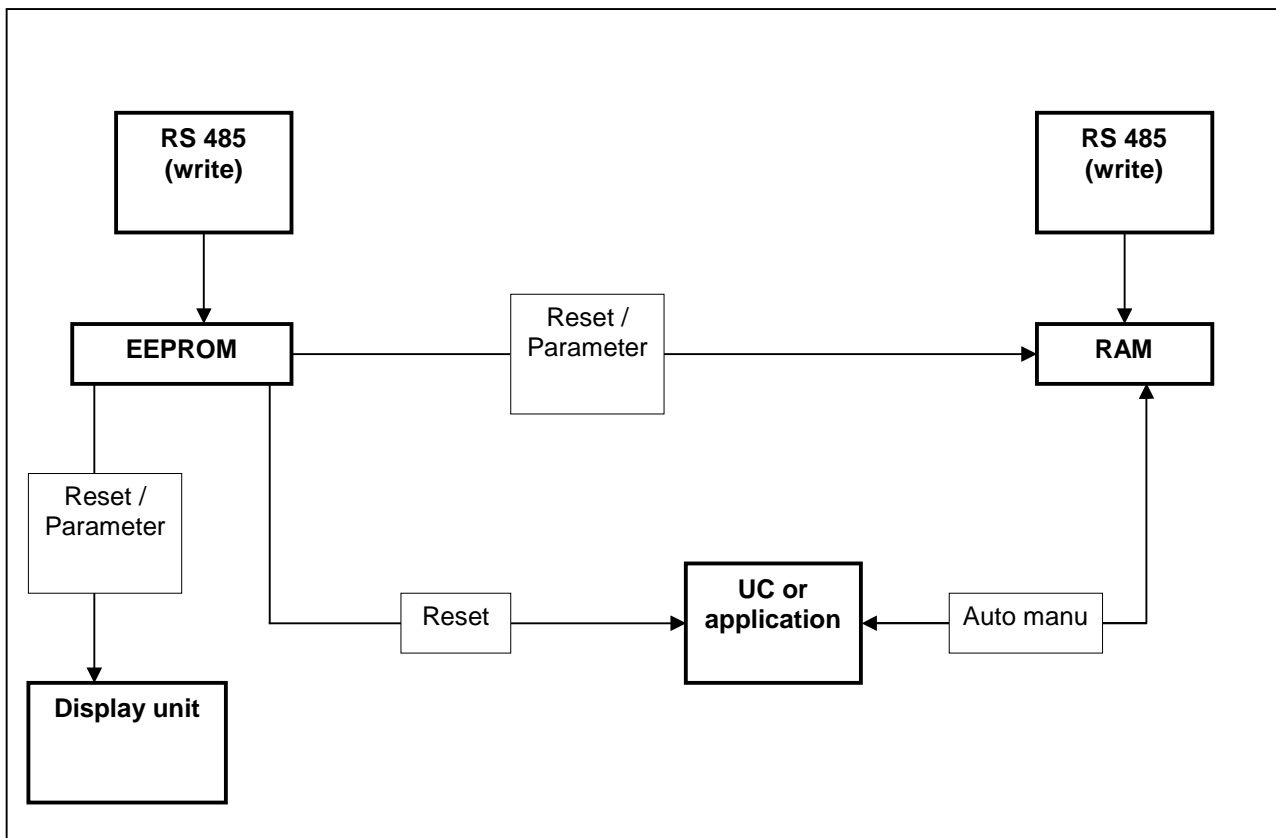 RS 485
(write)
RS 485
(write)
Reset /
Parameter
EEPROM
RAM
Reset /
Parameter
UC or
application
Reset
Auto manu
Display unit